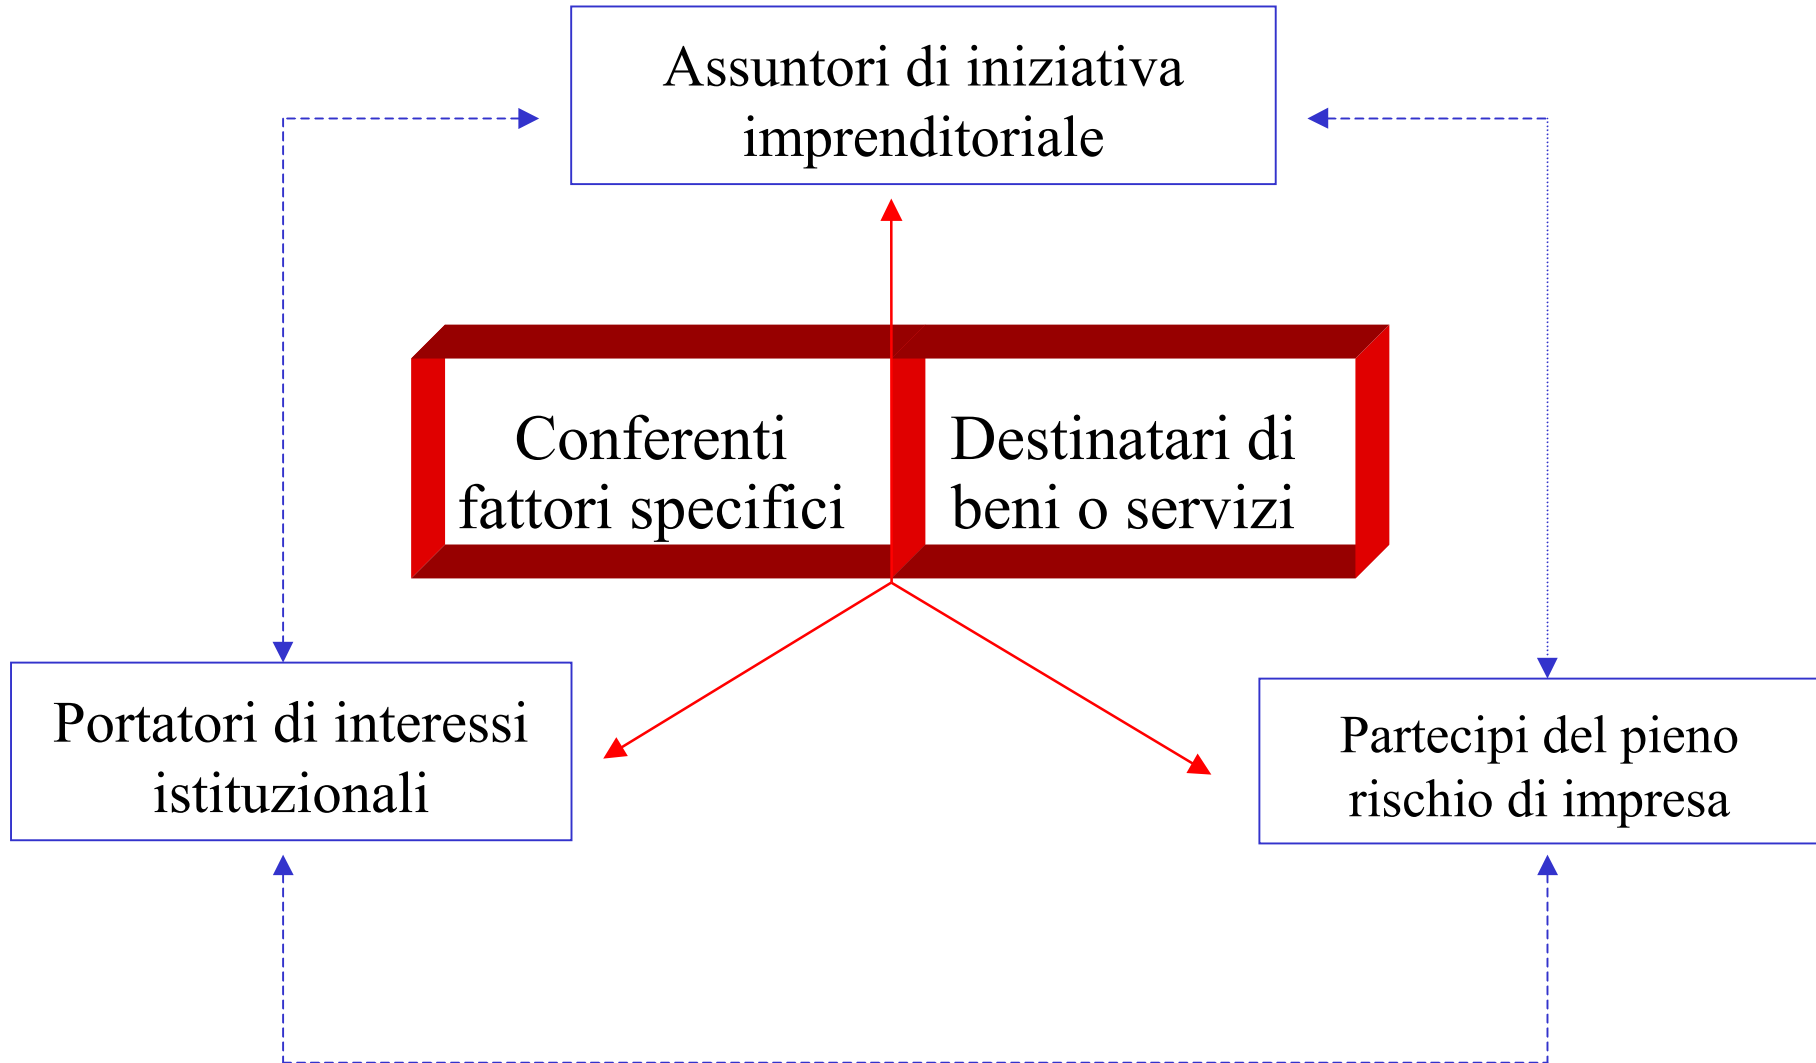 Assuntori di iniziativa
imprenditoriale
Conferenti
fattori specifici
Destinatari di
beni o servizi
Portatori di interessi
istituzionali
Partecipi del pieno
rischio di impresa